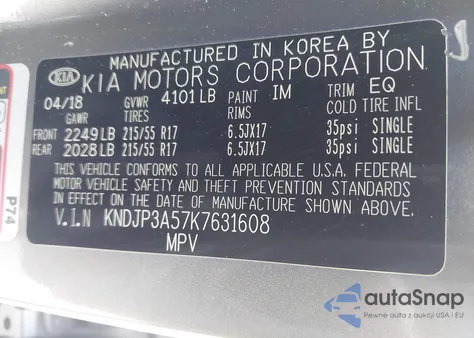 MANUFACTURED IN KOREA BY
KIA KIA MOTORS CORPORATION
04/18 GVWR 4101 LB PAINT IM TRIM EQ
GAWR TIRES RIMS COLD TIRE INFL
FRONT 2249 LB 215/55 R17 6.5JX17 35psi SINGLE
REAR 2028 LB 215/55 R17 6.5JX17 35psi SINGLE
THIS VEHICLE CONFORMS TO ALL APPLICABLE U.S.A. FEDERAL
MOTOR VEHICLE SAFETY AND THEFT PREVENTION STANDARDS
IN EFFECT ON THE DATE OF MANUFACTURE SHOWN ABOVE.
V.I.N KNDJP3A57K7631608
MPV
P74
autoSnap
Pewne auta z USA i EU